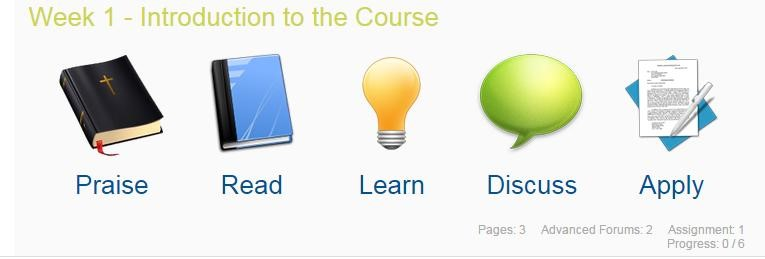 Week 1 - Introduction to the Course
Praise Read Learn Discuss Apply
Pages: 3 Advanced Forums: 2 Assignment: 1
Progress: 0 / 6